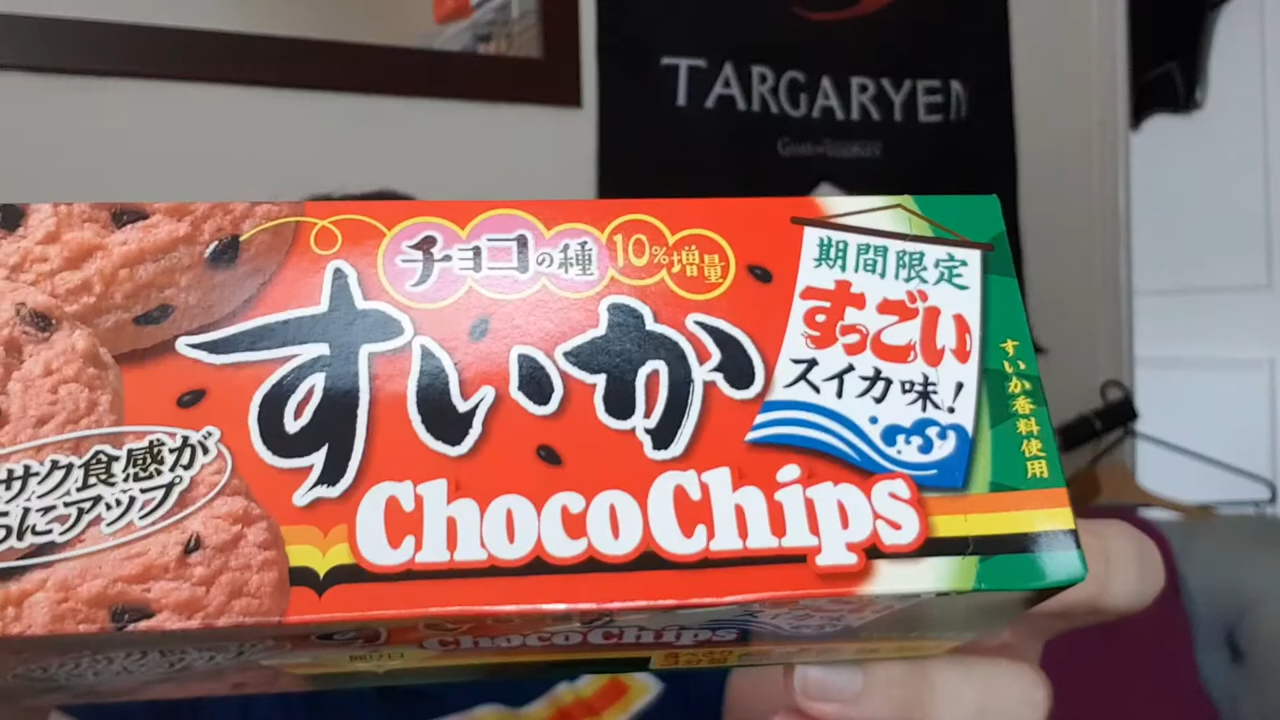 TARGARYEN
チョコの種 10%増量
期間限定
すっごい
スイカ味!
すいか
ChocoChips
すいか香料使用
サク食感が
らにアップ
ChocoChips